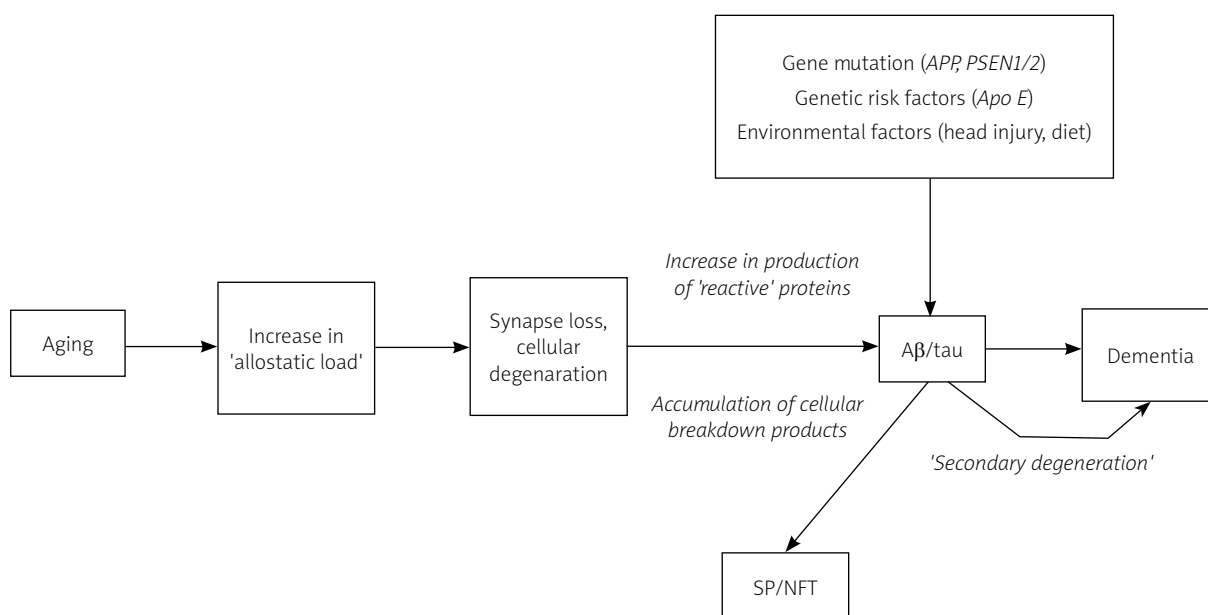 Gene mutation (APP, PSEN1/2)
Genetic risk factors (Apo E)
Environmental factors (head injury, diet)
Increase in production
of 'reactive' proteins
Aging
Increase in
'allostatic load'
Synapse loss,
cellular
degenaration
Aβ/tau
Dementia
Accumulation of cellular
breakdown products
'Secondary degeneration'
SP/NFT